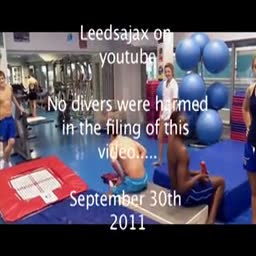 Leedsajax on
youtube
No divers were harmed
in the filing of this
video.....
September 30th
2011